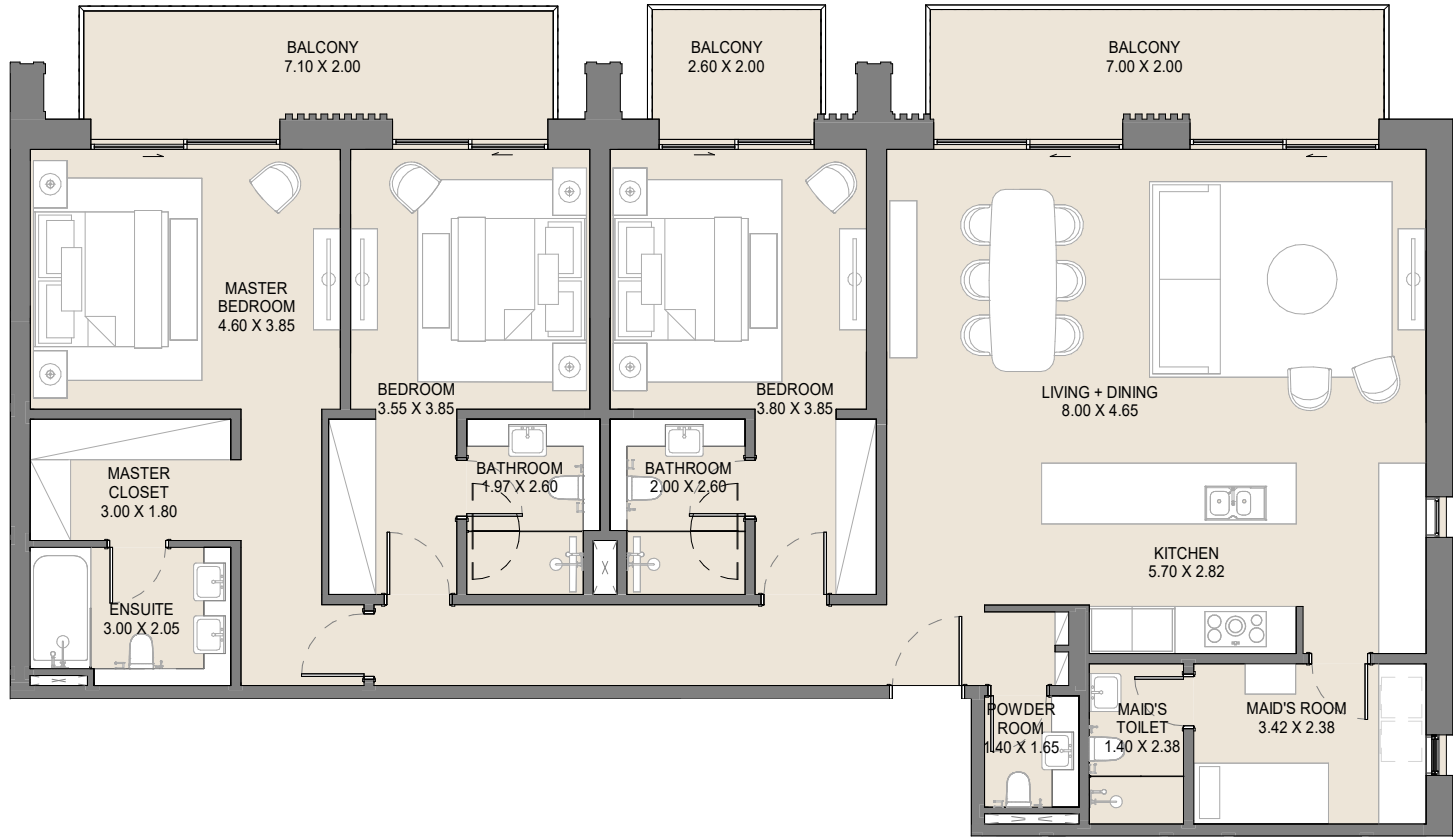 BALCONY
7.10 X 2.00
BALCONY
2.60 X 2.00
BALCONY
7.00 X 2.00
MASTER
BEDROOM
4.60 X 3.85
BEDROOM
3.55 X 3.85
BEDROOM
3.80 X 3.85
LIVING + DINING
8.00 X 4.65
MASTER
CLOSET
3.00 X 1.80
BATHROOM
1.97 X 2.60
BATHROOM
2.00 X 2.60
KITCHEN
5.70 X 2.82
ENSUITE
3.00 X 2.05
POWDER
ROOM
1.40 X 1.65
MAID'S
TOILET
1.40 X 2.38
MAID'S ROOM
3.42 X 2.38